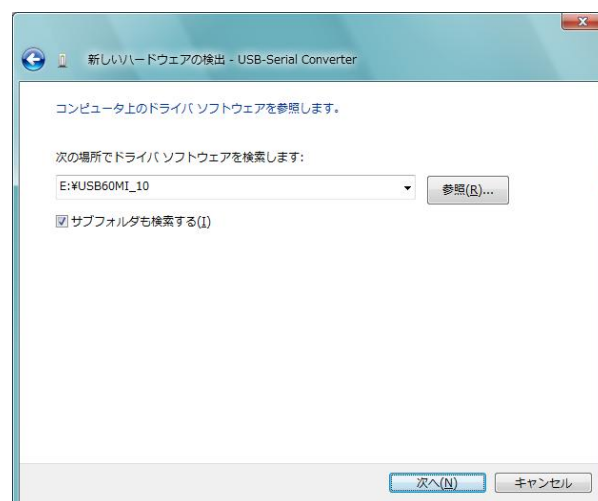 新しいハードウェアの検出 - USB-Serial Converter
コンピュータ上のドライバ ソフトウェアを参照します。
次の場所でドライバ ソフトウェアを検索します:
E:¥USB60MI_10
参照(R)...
サブフォルダも検索する(I)
次へ(N)
キャンセル